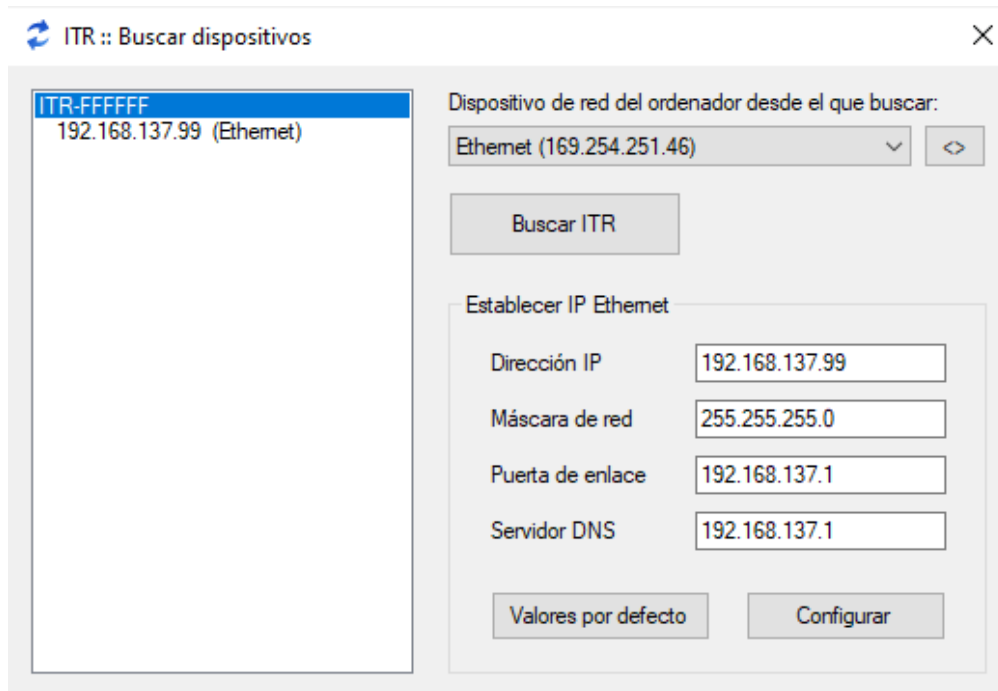 ITR :: Buscar dispositivos
ITR-FFFFFF
192.168.137.99 (Ethernet)
Dispositivo de red del ordenador desde el que buscar:
Ethernet (169.254.251.46)
<>
Buscar ITR
Establecer IP Ethernet
Dirección IP 192.168.137.99
Máscara de red 255.255.255.0
Puerta de enlace 192.168.137.1
Servidor DNS 192.168.137.1
Valores por defecto Configurar